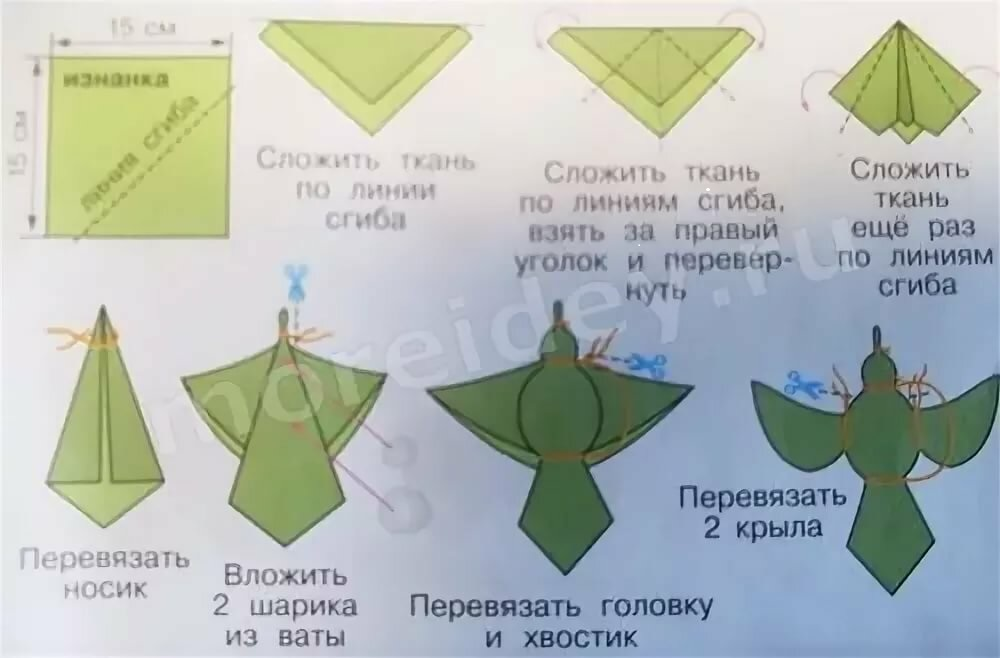 15 см
15 см
изнанка
линия сгиба
Сложить ткань
по линии
сгиба
Сложить ткань
по линиям сгиба,
взять за правый
уголок и перевер-
нуть
Сложить
ткань
ещё раз
по линиям
сгиба
Перевязать
носик
Вложить
2 шарика
из ваты
Перевязать головку
и хвостик
Перевязать
2 крыла
moreidey.ru